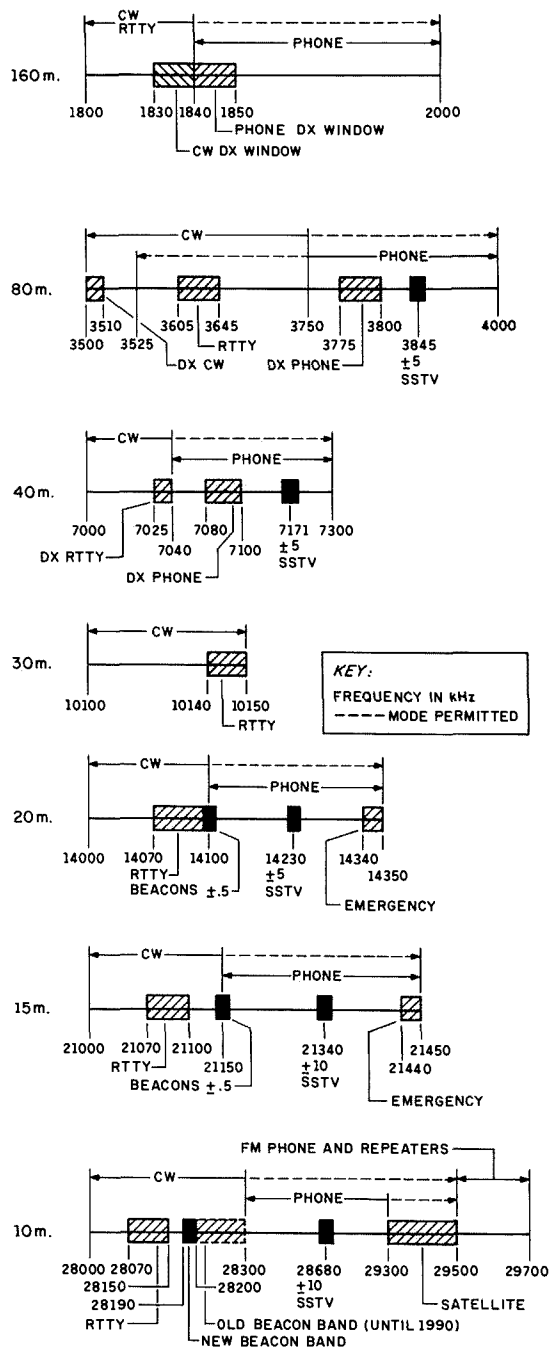 CW
RTTY
PHONE
160 m.
1800 1830 1840 1850 2000
PHONE DX WINDOW
CW DX WINDOW
CW
PHONE
80 m.
3510 3605 3645 3750 3800 4000
3500 3525 RTTY 3775 3845
DX CW DX PHONE ±5
SSTV
CW
PHONE
40 m.
7000 7025 7080 7171 7300
7040 7100 ±5
DX RTTY SSTV
DX PHONE
CW
30 m.
10100 10140 10150
RTTY
KEY:
FREQUENCY IN kHz
---- MODE PERMITTED
CW
PHONE
20 m.
14000 14070 14100 14230 14340
RTTY ±5 14350
BEACONS ±.5 SSTV
EMERGENCY
CW
PHONE
15 m.
21000 21070 21100 21150 21340 21450
RTTY ±10 21440
BEACONS ±.5 SSTV
EMERGENCY
FM PHONE AND REPEATERS
CW
PHONE
10 m.
28000 28070 28300 28680 29300 29500 29700
28150 28200 ±10
28190 SSTV SATELLITE
RTTY OLD BEACON BAND (UNTIL 1990)
NEW BEACON BAND